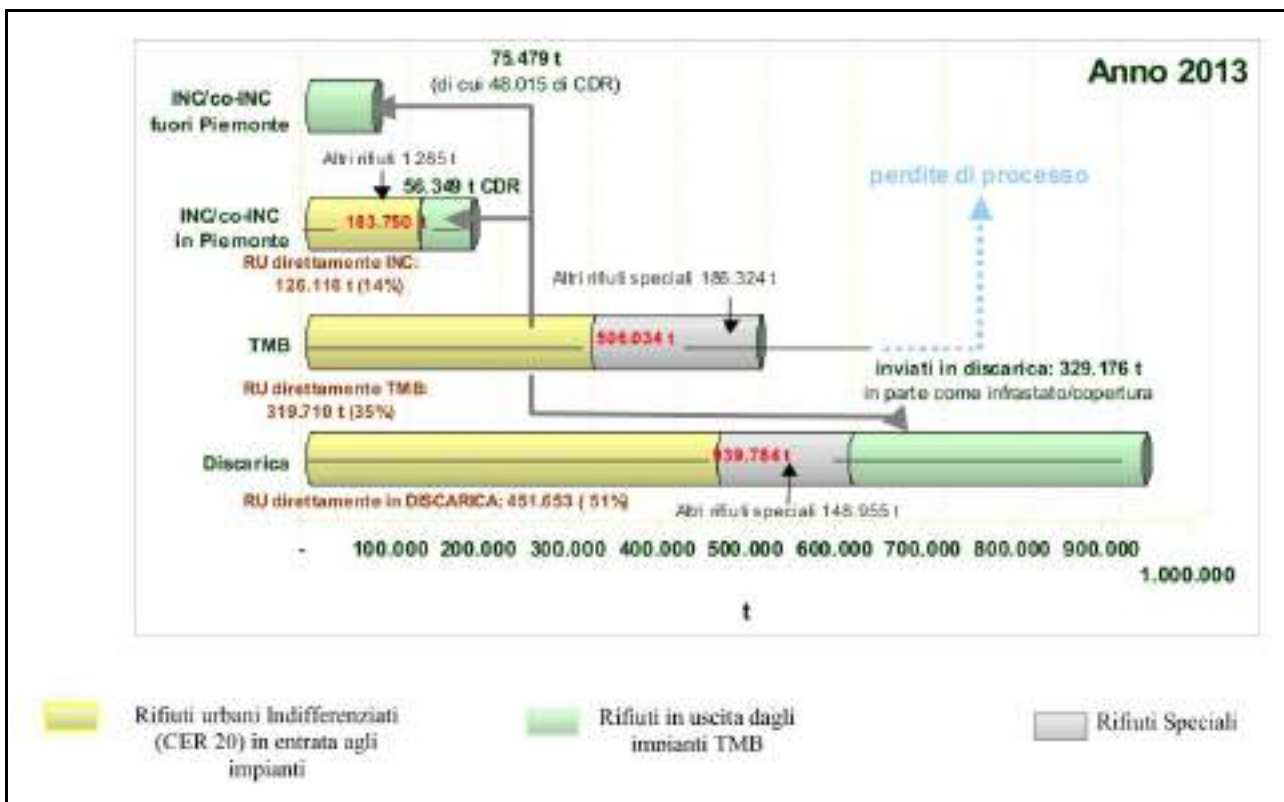 75.479 t
(di cui 48.015 di CDR)
Anno 2013
INC/co-INC
fuori Piemonte
Altri rifiuti 1.285 t
56.349 t CDR
perdite di processo
INC/co-INC
in Piemonte
183.750 t
RU direttamente INC:
126.116 t (14%)
Altri rifiuti speciali 186.324 t
TMB
506.034 t
inviati in discarica: 329.176 t
in parte come infrastato/copertura
RU direttamente TMB:
319.710 t (35%)
Discarica
939.784 t
RU direttamente in DISCARICA: 461.653 ( 51%)
Altri rifiuti speciali 148.955 t
- 100.000 200.000 300.000 400.000 500.000 600.000 700.000 800.000 900.000
1.000.000
t
Rifiuti urbani Indifferenziati
(CER 20) in entrata agli
impianti
Rifiuti in uscita dagli
impianti TMB
Rifiuti Speciali